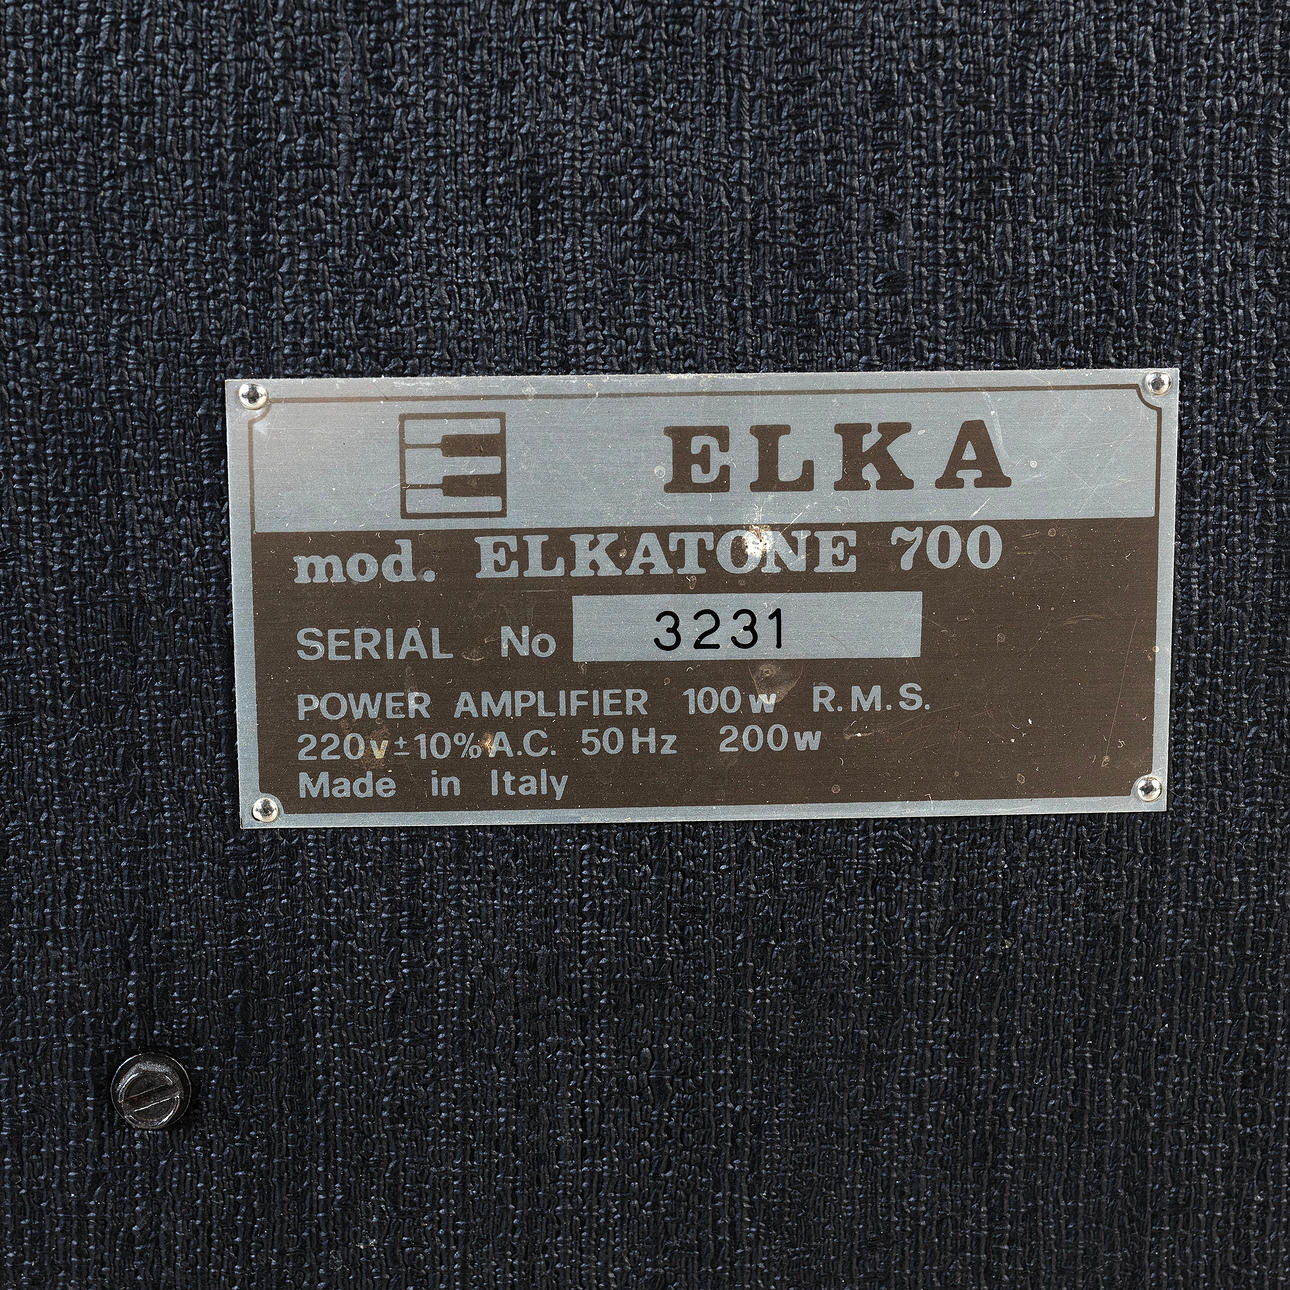 ELKA
mod. ELKATONE 700
SERIAL No 3231
POWER AMPLIFIER 100w R.M.S.
220v±10% A.C. 50Hz 200w
Made in Italy